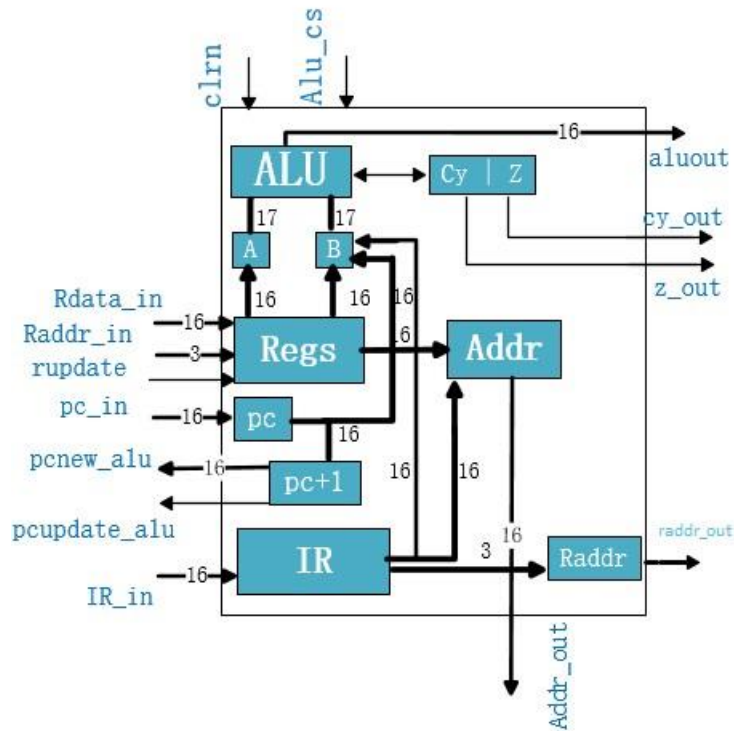 clrn
Alu_cs
16
aluout
ALU
Cy | Z
17
17
cy_out
A
B
z_out
16
16
16
Rdata_in
16
Raddr_in
Regs
16
Addr
3
rupdate
pc_in
16
pc
16
pcnew_alu
16
pc+1
16
16
pcupdate_alu
16
raddr_out
IR
3
Raddr
16
IR_in
Addr_out